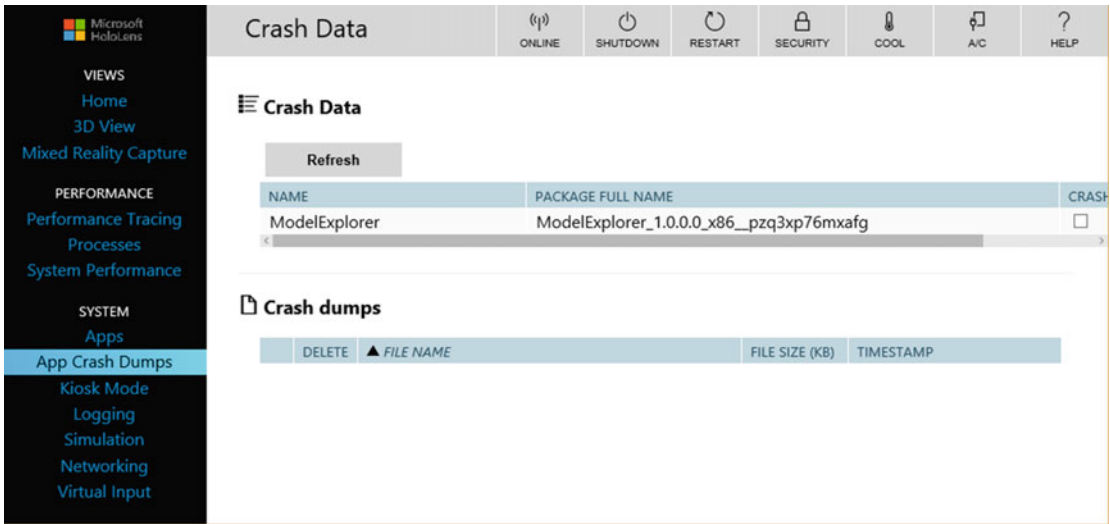 Microsoft
HoloLens
VIEWS
Home
3D View
Mixed Reality Capture
PERFORMANCE
Performance Tracing
Processes
System Performance
SYSTEM
Apps
App Crash Dumps
Kiosk Mode
Logging
Simulation
Networking
Virtual Input
Crash Data
ONLINE SHUTDOWN RESTART SECURITY COOL A/C HELP
Crash Data
Refresh
NAME PACKAGE FULL NAME CRASH
ModelExplorer ModelExplorer_1.0.0.0_x86__pzq3xp76mxafg
Crash dumps
DELETE ▲ FILE NAME FILE SIZE (KB) TIMESTAMP